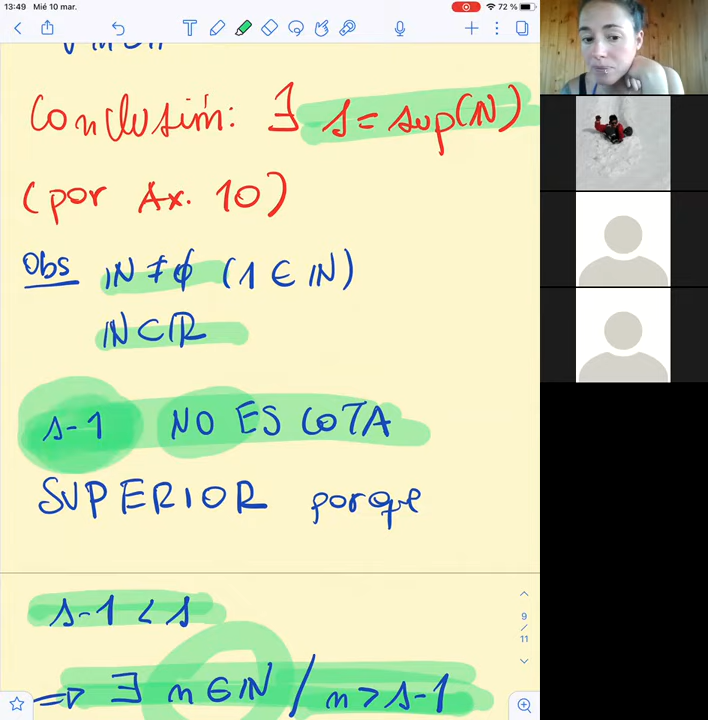 13:49 Mié 10 mar. 72 %
Conclusión: ∃ s = sup(ℕ)
(por Ax. 10)
Obs ℕ ≠ ∅ (1 ∈ ℕ)
ℕ ⊂ ℝ
s-1 NO ES COTA
SUPERIOR porque
9
/
11
s-1 < s
⇒ ∃ n ∈ ℕ / n > s-1